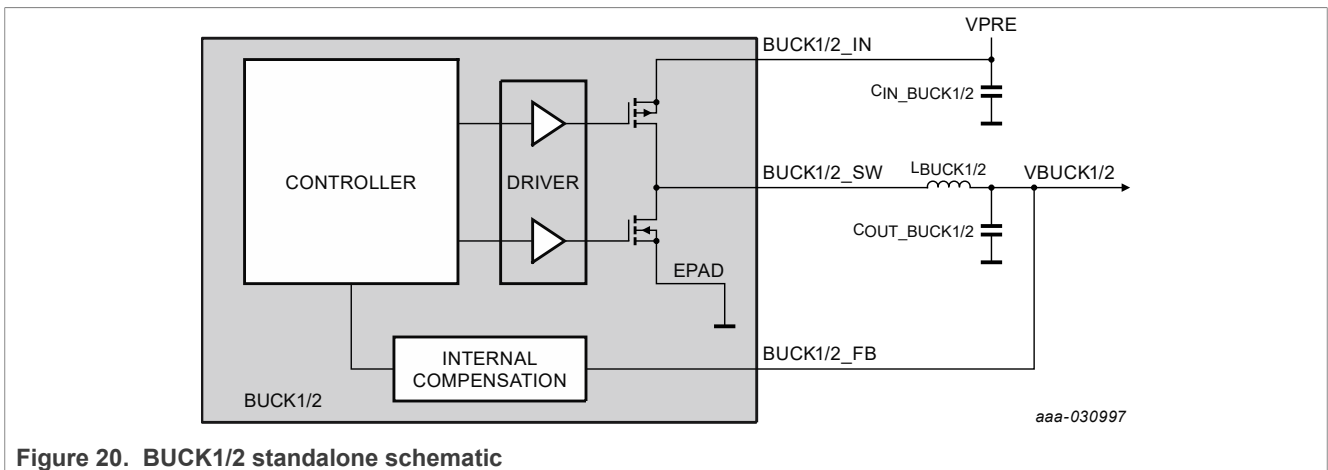 VPRE
BUCK1/2_IN
CIN_BUCK1/2
CONTROLLER
DRIVER
BUCK1/2_SW
LBUCK1/2
VBUCK1/2
COUT_BUCK1/2
EPAD
INTERNAL
COMPENSATION
BUCK1/2_FB
BUCK1/2
aaa-030997
Figure 20. BUCK1/2 standalone schematic